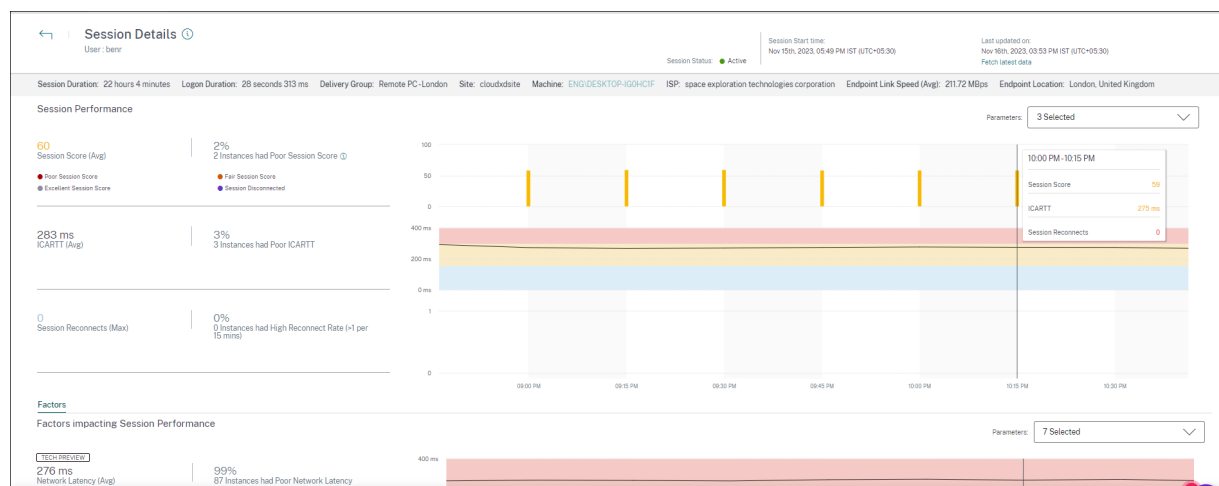 Session Details
User : benr
Session Status: Active
Session Start time:
Nov 15th, 2023, 05:49 PM IST (UTC+05:30)
Last updated on:
Nov 16th, 2023, 03:53 PM IST (UTC+05:30)
Fetch latest data
Session Duration: 22 hours 4 minutes Logon Duration: 28 seconds 313 ms Delivery Group: Remote PC-London Site: cloudxdsite Machine: ENG\DESKTOP-IG0HC1F ISP: space exploration technologies corporation Endpoint Link Speed (Avg): 211.72 MBps Endpoint Location: London, United Kingdom
Session Performance
Parameters: 3 Selected
60
Session Score (Avg)
2%
2 Instances had Poor Session Score
Poor Session Score
Fair Session Score
Excellent Session Score
Session Disconnected
100
50
0
10:00 PM-10:15 PM
Session Score 59
ICARTT 275 ms
Session Reconnects 0
283 ms
ICARTT (Avg)
3%
3 Instances had Poor ICARTT
400 ms
200 ms
0 ms
0
Session Reconnects (Max)
0%
0 Instances had High Reconnect Rate (>1 per
15 mins)
1
0
09:00 PM 09:15 PM 09:30 PM 09:45 PM 10:00 PM 10:15 PM 10:30 PM
Factors
Factors impacting Session Performance
Parameters: 7 Selected
TECH PREVIEW
276 ms
Network Latency (Avg)
99%
87 Instances had Poor Network Latency
400 ms